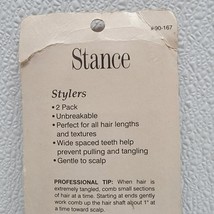 #90-167
Stance
Stylers
• 2 Pack
• Unbreakable
• Perfect for all hair lengths
and textures
• Wide spaced teeth help
prevent pulling and tangling
• Gentle to scalp
PROFESSIONAL TIP: When hair is
extremely tangled, comb small sections
of hair at a time. Starting at ends gently
work comb up the hair shaft about 1" at
a time toward scalp.